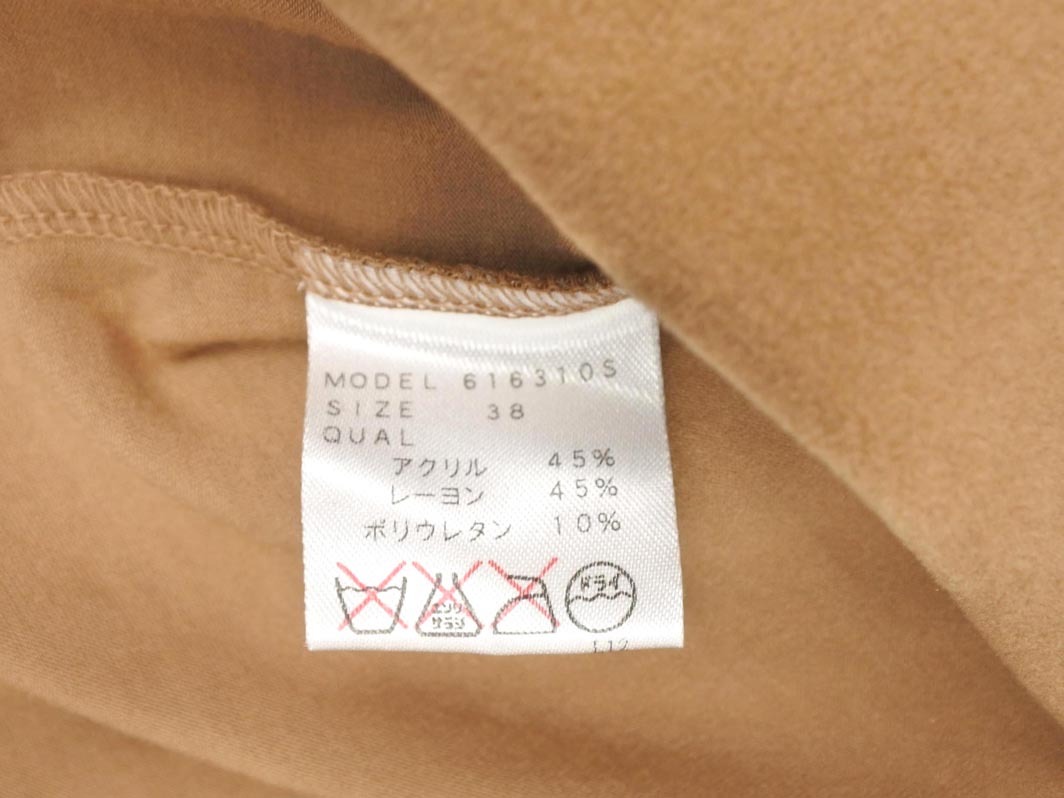 MODEL 616310S
SIZE 38
QUAL
アクリル 45%
レーヨン 45%
ポリウレタン 10%
エンソ サラシ ドライ